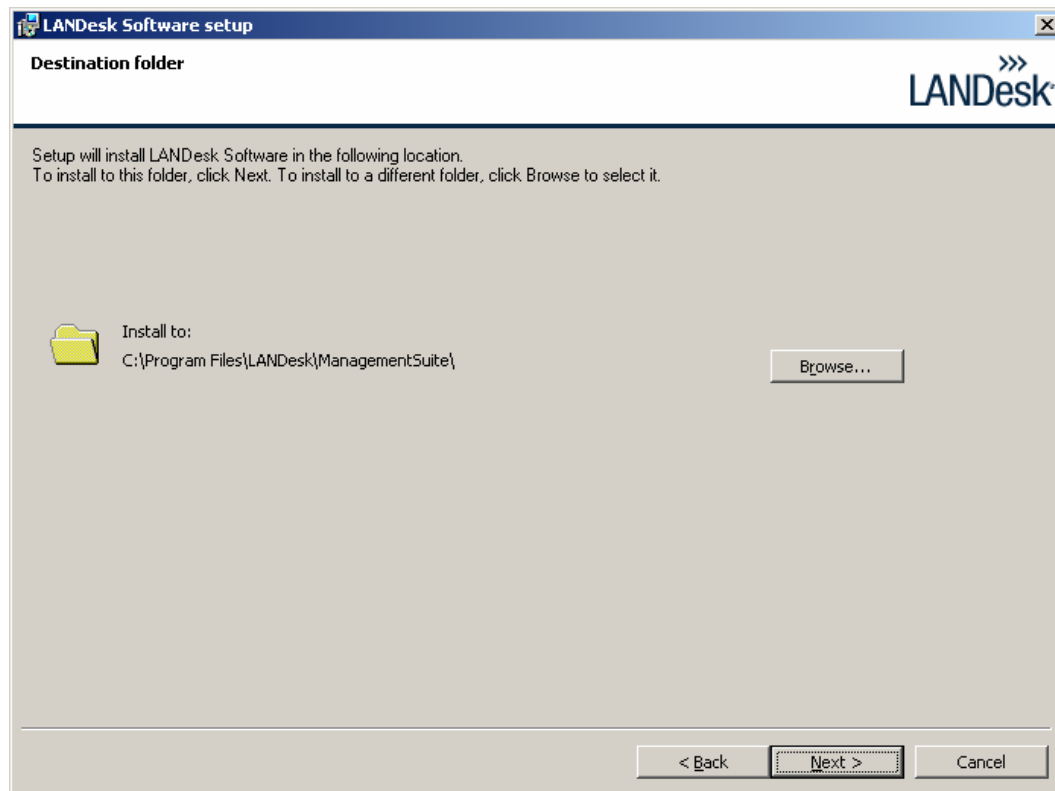 LANDesk Software setup
Destination folder
>>>
LANDesk
Setup will install LANDesk Software in the following location.
To install to this folder, click Next. To install to a different folder, click Browse to select it.
Install to:
C:\Program Files\LANDesk\ManagementSuite\
Browse...
< Back
Next >
Cancel